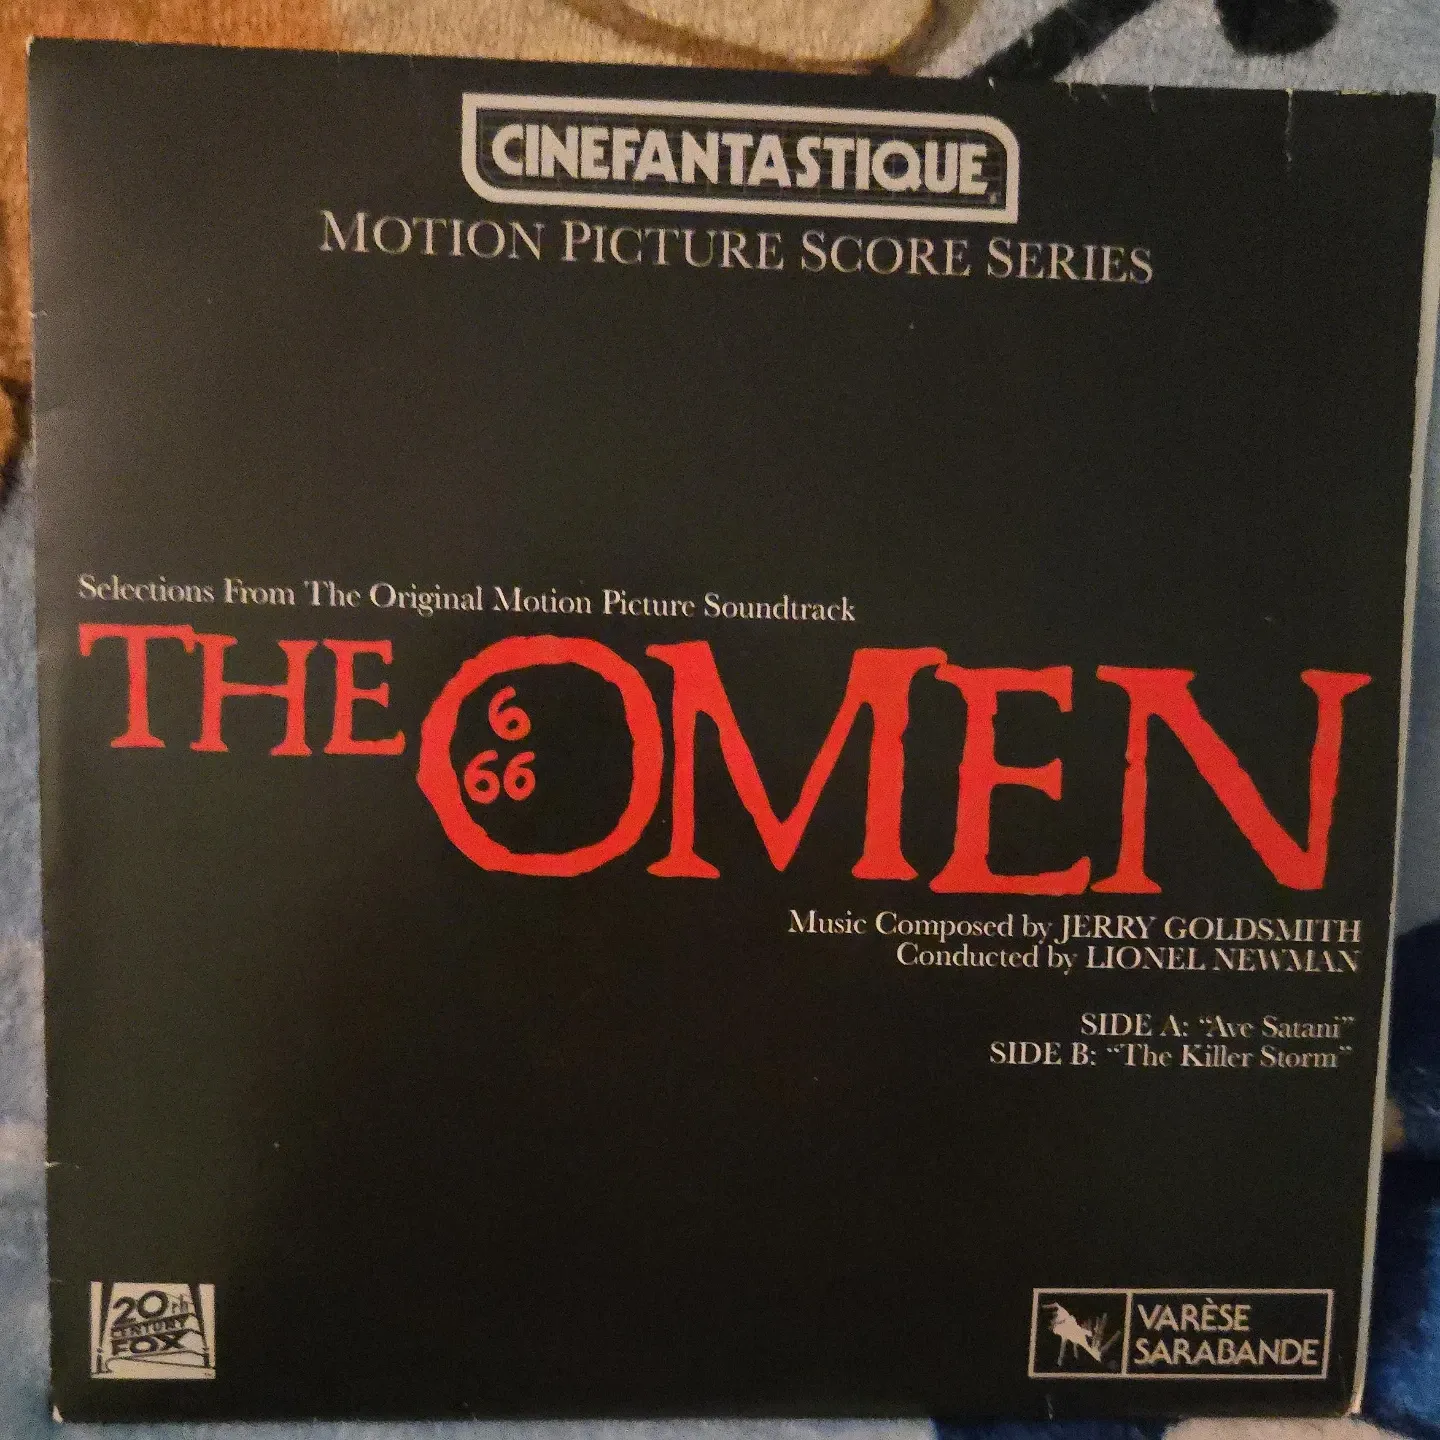 CINEFANTASTIQUE
MOTION PICTURE SCORE SERIES
Selections From The Original Motion Picture Soundtrack
THE OMEN
6
66
Music Composed by JERRY GOLDSMITH
Conducted by LIONEL NEWMAN
SIDE A: “Ave Satani”
SIDE B: “The Killer Storm”
20th
CENTURY
FOX
VARÈSE
SARABANDE